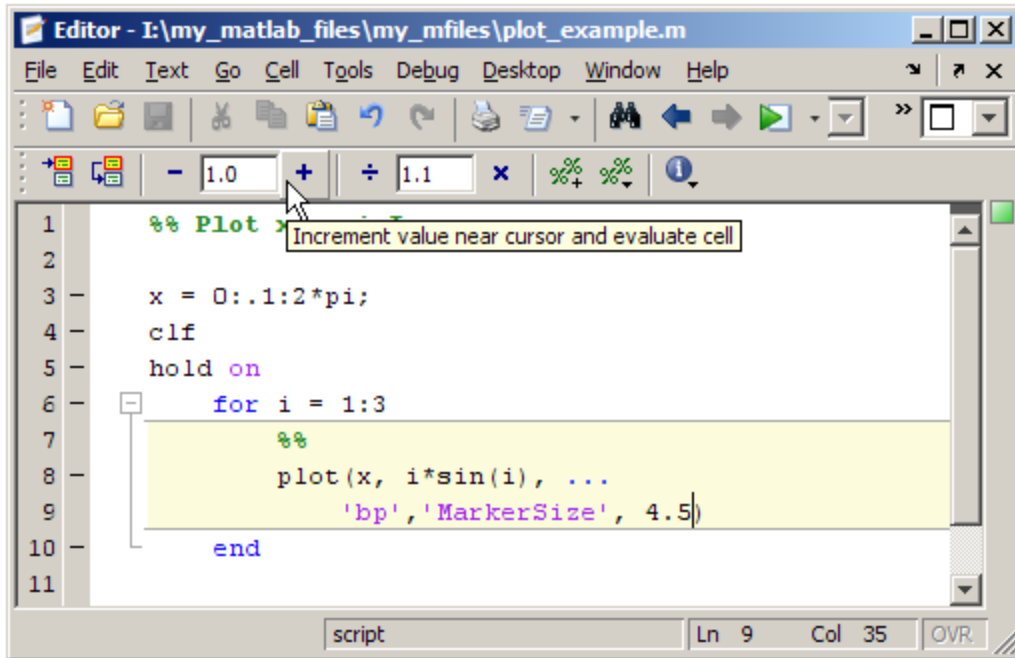 Editor - I:\my_matlab_files\my_mfiles\plot_example.m
File Edit Text Go Cell Tools Debug Desktop Window Help
»
− 1.0 + ÷ 1.1 × %%+ %%
1 %% Plot
Increment value near cursor and evaluate cell
2
3 − x = 0:.1:2*pi;
4 − clf
5 − hold on
6 − for i = 1:3
7 %%
8 − plot(x, i*sin(i), ...
9 'bp','MarkerSize', 4.5)
10 − end
11
script Ln 9 Col 35 OVR